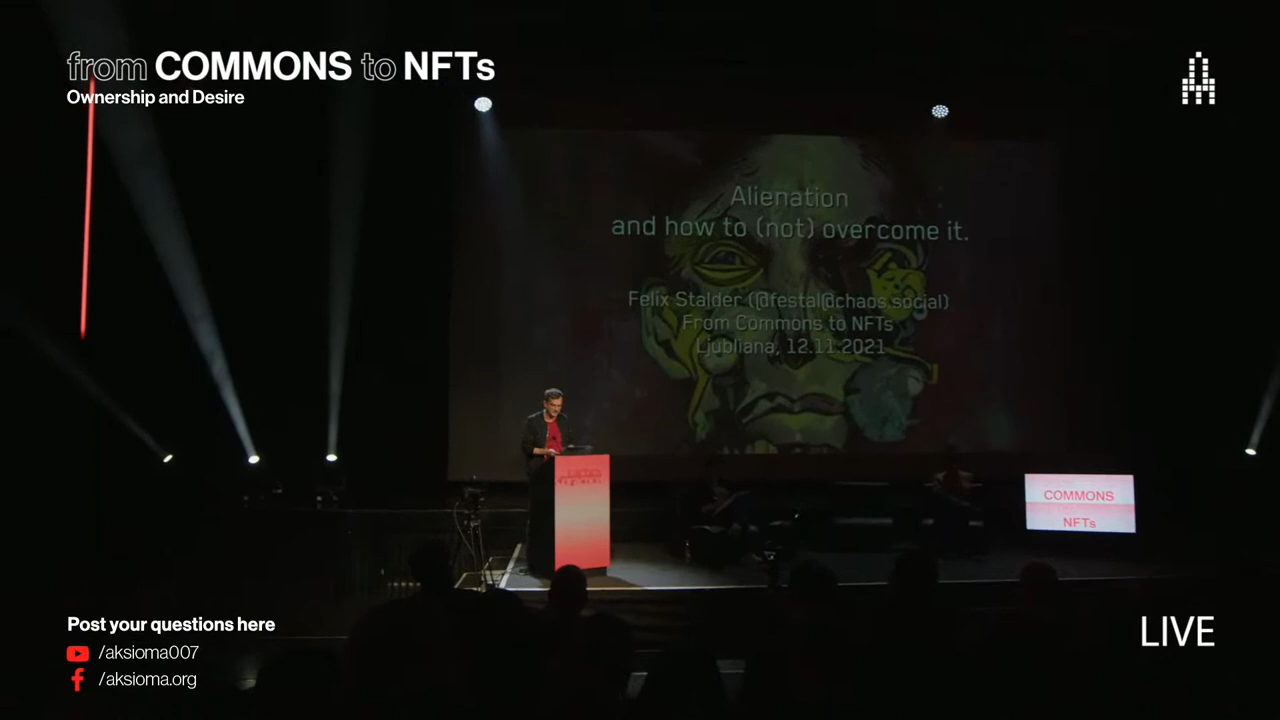 from COMMONS to NFTs
Ownership and Desire
Alienation
and how to (not) overcome it.
Felix Stalder (@festal@chaos.social)
From Commons to NFTs
Ljubljana, 12.11.2021
COMMONS
NFTs
Post your questions here
/aksioma007
/aksioma.org
LIVE